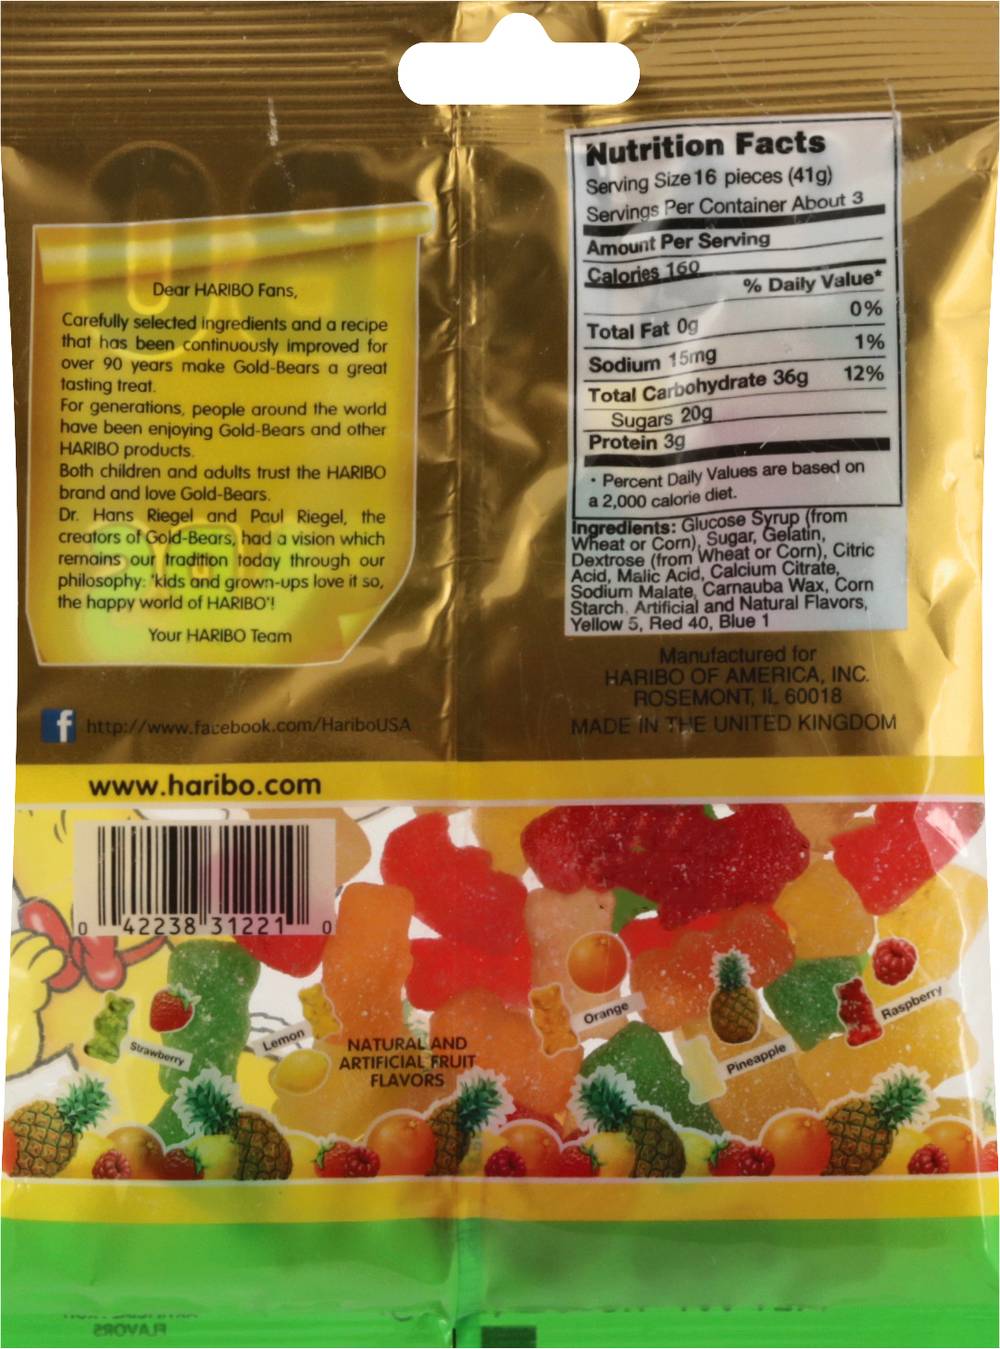 Dear HARIBO Fans,
Carefully selected ingredients and a recipe
that has been continuously improved for
over 90 years make Gold-Bears a great
tasting treat.
For generations, people around the world
have been enjoying Gold-Bears and other
HARIBO products.
Both children and adults trust the HARIBO
brand and love Gold-Bears.
Dr. Hans Riegel and Paul Riegel, the
creators of Gold-Bears, had a vision which
remains our tradition today through our
philosophy: "kids and grown-ups love it so,
the happy world of HARIBO"!
Your HARIBO Team
f http://www.facebook.com/HariboUSA
Nutrition Facts
Serving Size 16 pieces (41g)
Servings Per Container About 3
Amount Per Serving
Calories 160
% Daily Value*
Total Fat 0g 0%
Sodium 15mg 1%
Total Carbohydrate 36g 12%
Sugars 20g
Protein 3g
* Percent Daily Values are based on
a 2,000 calorie diet.
Ingredients: Glucose Syrup (from
Wheat or Corn), Sugar, Gelatin,
Dextrose (from Wheat or Corn), Citric
Acid, Malic Acid, Calcium Citrate,
Sodium Malate, Carnauba Wax, Corn
Starch, Artificial and Natural Flavors,
Yellow 5, Red 40, Blue 1
Manufactured for
HARIBO OF AMERICA, INC.
ROSEMONT, IL 60018
MADE IN THE UNITED KINGDOM
www.haribo.com
0 42238 31221 0
Strawberry
Lemon
NATURAL AND
ARTIFICIAL FRUIT
FLAVORS
Orange
Pineapple
Raspberry
FLAVORS